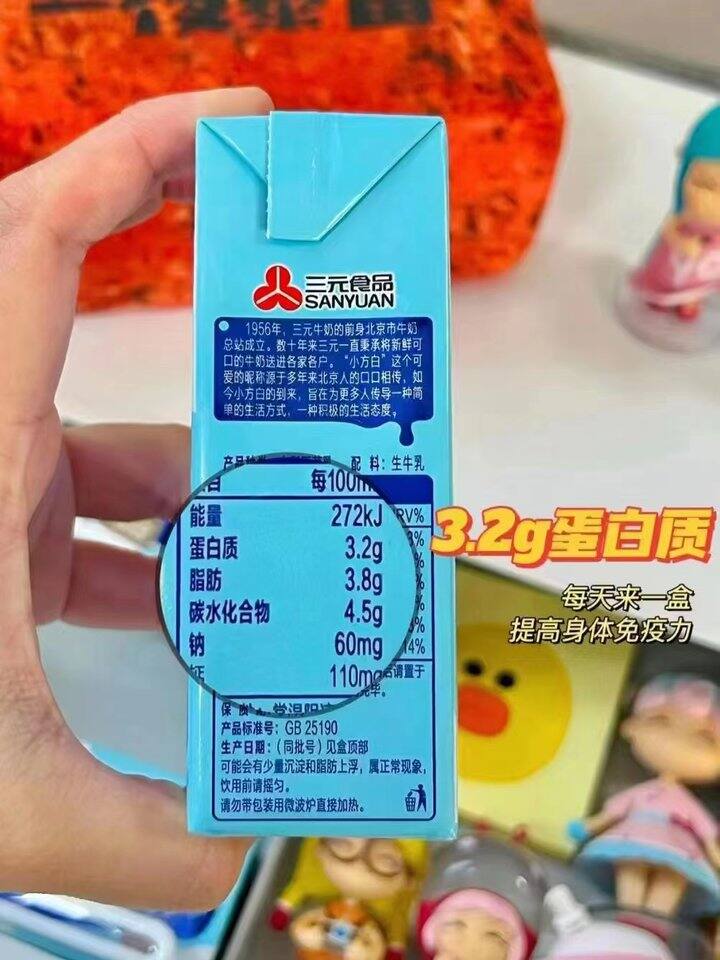 三元食品
SANYUAN
1956年，三元牛奶的前身北京市牛奶
总站成立。数十年来三元一直秉承将新鲜可
口的牛奶送进各家各户。“小方白”这个可
爱的昵称源于多年来北京人的口口相传，如
今小方白的到来，旨在为更多人传导一种简
单的生活方式，一种积极的生活态度。
配 料：生牛乳
每100m
能量 272kJ
RV%
蛋白质 3.2g
脂肪 3.8g
碳水化合物 4.5g
钠 60mg
14%
110mg
后请置于
产品标准号：GB 25190
生产日期：（同批号）见盒顶部
可能会有少量沉淀和脂肪上浮，属正常现象，
饮用前请摇匀。
请勿带包装用微波炉直接加热。
3.2g蛋白质
每天来一盒
提高身体免疫力